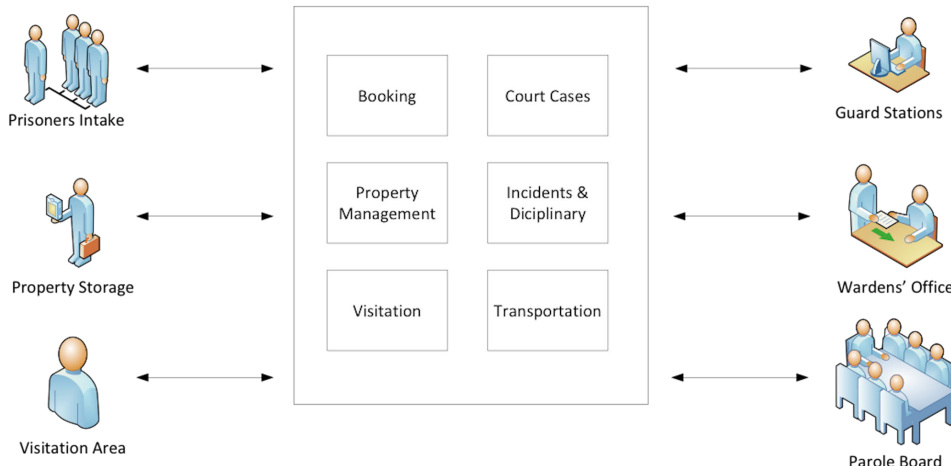 Prisoners Intake
Property Storage
Visitation Area
Booking
Court Cases
Property
Management
Incidents &
Diciplinary
Visitation
Transportation
Guard Stations
Wardens' Office
Parole Board